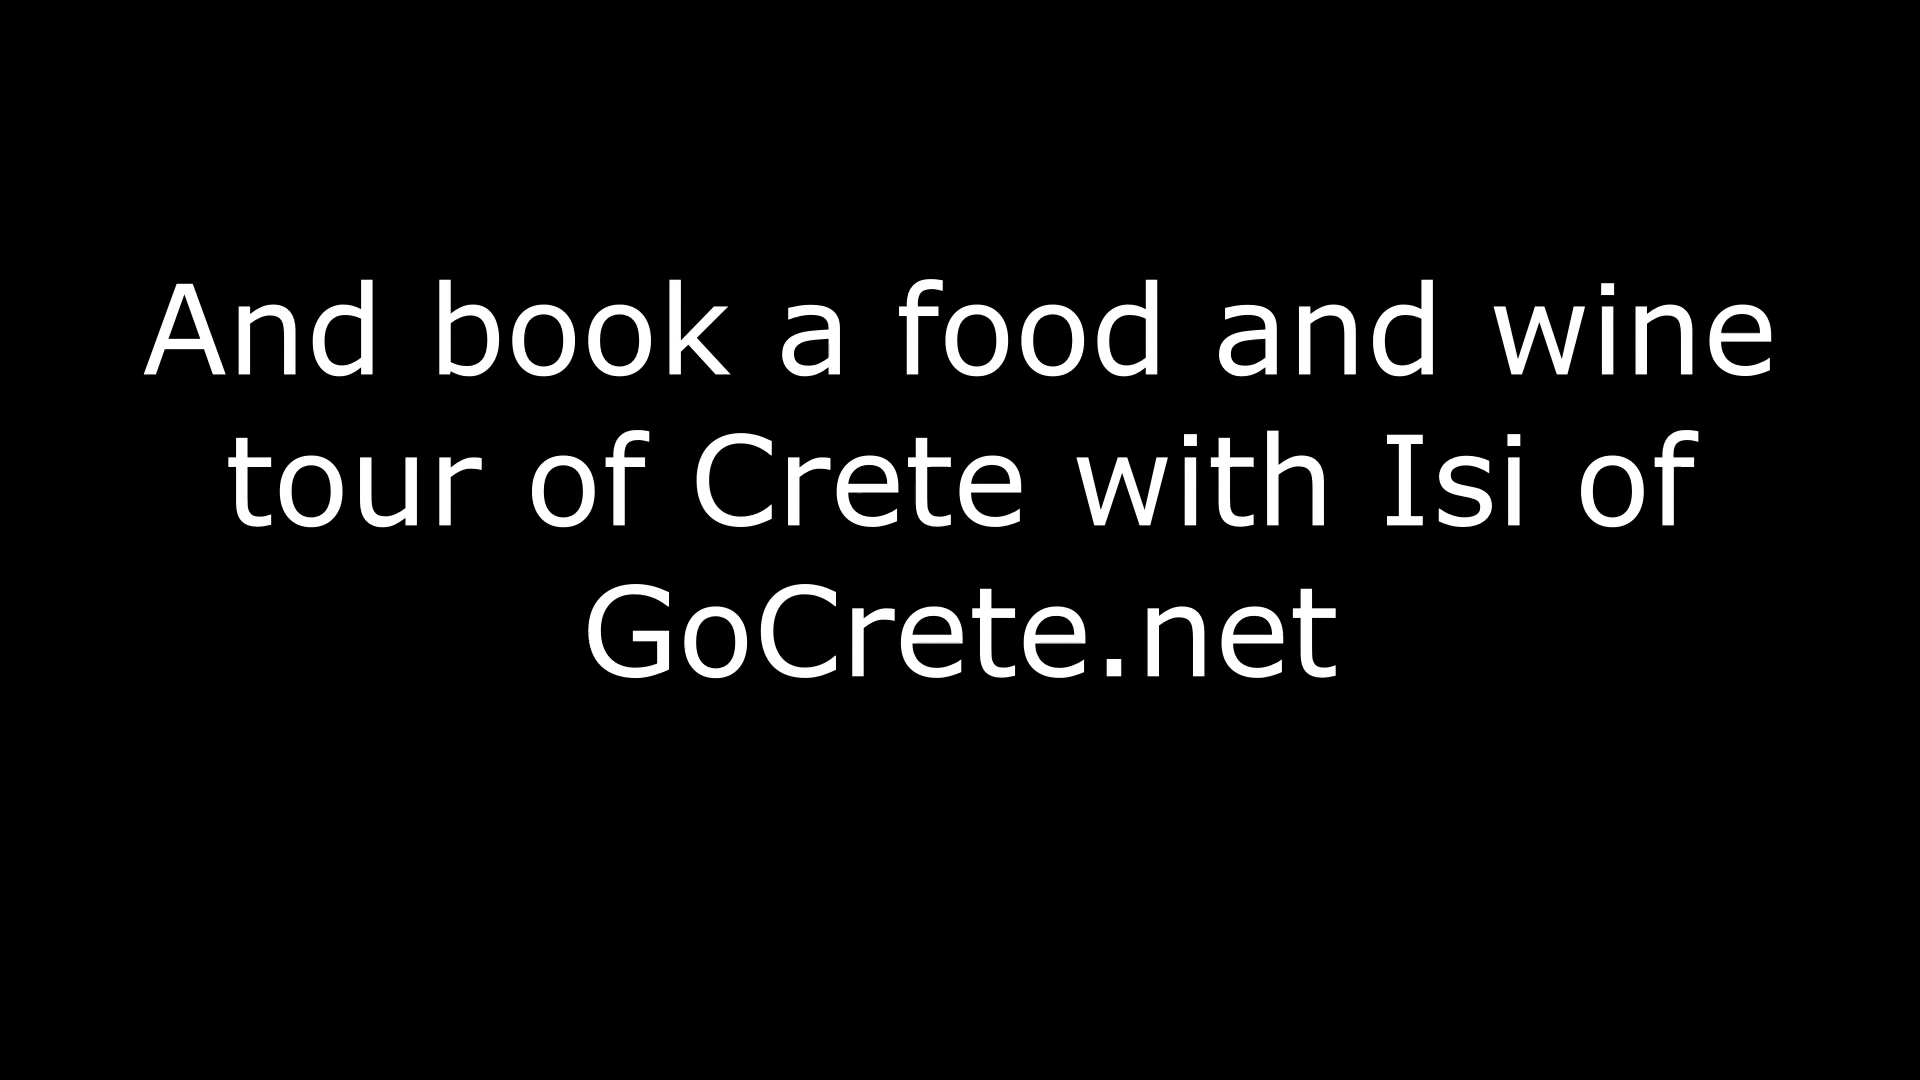 And book a food and wine
tour of Crete with Isi of
GoCrete.net